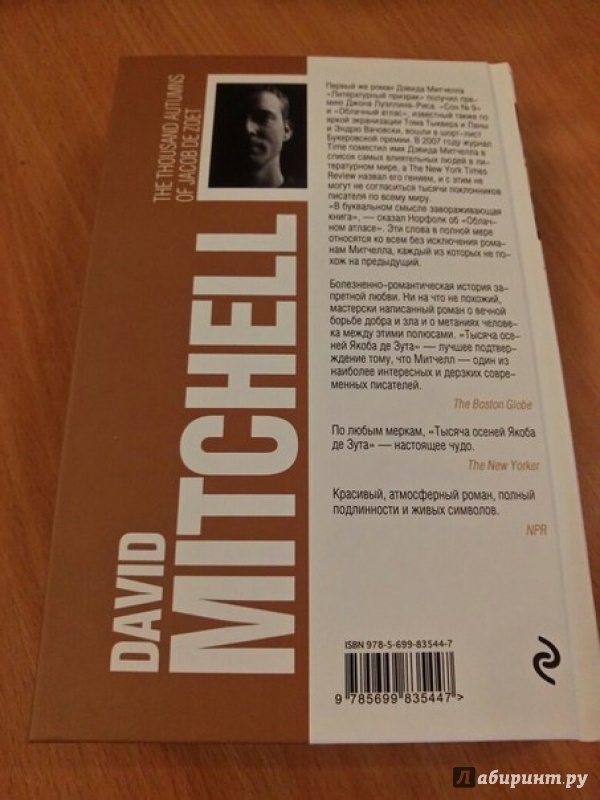 THE THOUSAND AUTUMNS
OF JACOB DE ZOET
DAVID
MITCHELL
Первый же роман Дэвида Митчелла
«Литературный призрак» получил пре-
мию Джона Луэллина-Риса. «Сон № 9»
и «Облачный атлас», известный также по
яркой экранизации Тома Тыквера и Ланы
и Эндрю Вачовски, вошли в шорт-лист
Букеровской премии. В 2007 году журнал
Time поместил имя Дэвида Митчелла в
список самых влиятельных людей в ли-
тературном мире, а The New York Times
Review назвал его гением, и с этим не
могут не согласиться тысячи поклонников
писателя по всему миру.
«В буквальном смысле завораживающая
книга», — сказал Норфолк об «Облач-
ном атласе». Эти слова в полной мере
относятся ко всем без исключения рома-
нам Митчелла, каждый из которых не по-
хож на предыдущий.
Болезненно-романтическая история за-
претной любви. Ни на что не похожий,
мастерски написанный роман о вечной
борьбе добра и зла и о метаниях челове-
ка между этими полюсами. «Тысяча осе-
ней Якоба де Зута» — лучшее подтвер-
ждение тому, что Митчелл — один из
наиболее интересных и дерзких совре-
менных писателей.
The Boston Globe
По любым меркам, «Тысяча осеней Якоба
де Зута» — настоящее чудо.
The New Yorker
Красивый, атмосферный роман, полный
подлинности и живых символов.
NPR
ISBN 978-5-699-83544-7
9 785699 835447 >
Лабиринт.ру